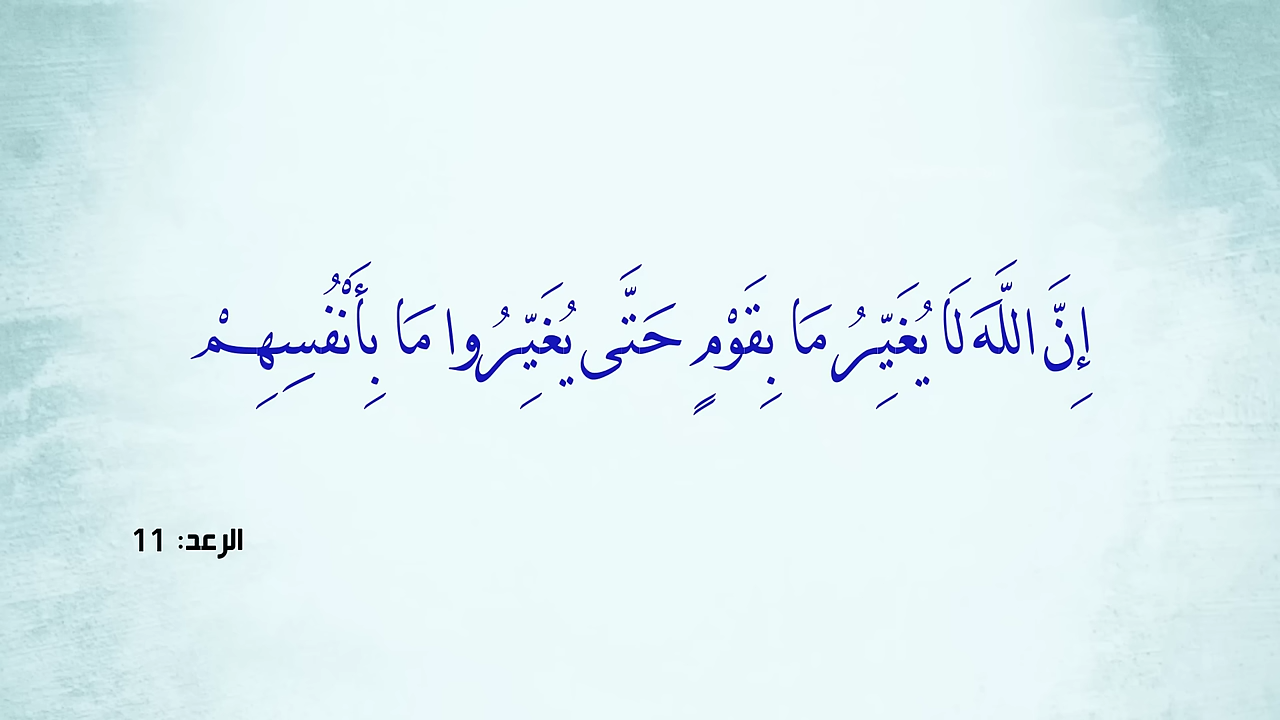 إِنَّ اللَّهَ لَا يُغَيِّرُ مَا بِقَوْمٍ حَتَّى يُغَيِّرُوا مَا بِأَنْفُسِهِمْ
الرعد: 11